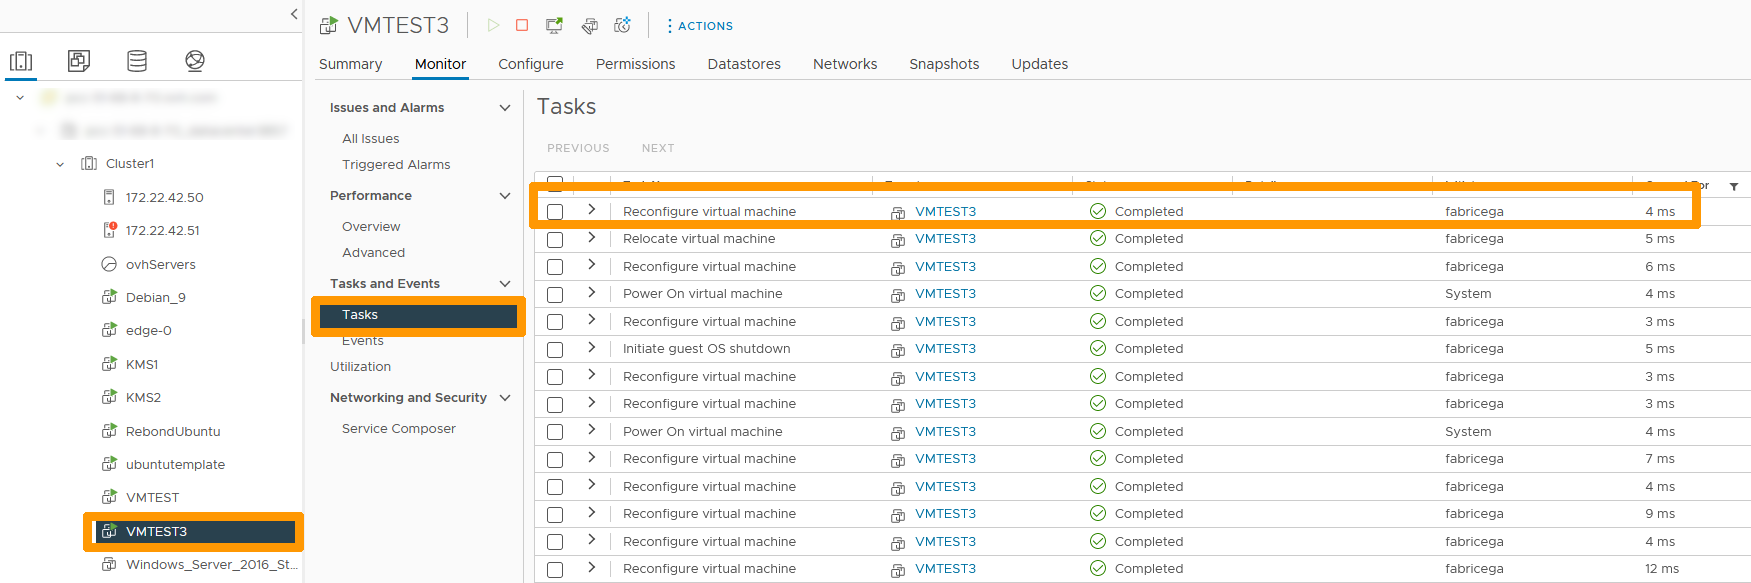 VMTEST3
ACTIONS
Summary Monitor Configure Permissions Datastores Networks Snapshots Updates
Cluster1
172.22.42.50
172.22.42.51
ovhServers
Debian_9
edge-0
KMS1
KMS2
RebondUbuntu
ubuntutemplate
VMTEST
VMTEST3
Windows_Server_2016_St...
Issues and Alarms
All Issues
Triggered Alarms
Performance
Overview
Advanced
Tasks and Events
Tasks
Events
Utilization
Networking and Security
Service Composer
Tasks
PREVIOUS NEXT
Reconfigure virtual machine VMTEST3 Completed fabricega 4 ms
Relocate virtual machine VMTEST3 Completed fabricega 5 ms
Reconfigure virtual machine VMTEST3 Completed fabricega 6 ms
Power On virtual machine VMTEST3 Completed System 4 ms
Reconfigure virtual machine VMTEST3 Completed fabricega 3 ms
Initiate guest OS shutdown VMTEST3 Completed fabricega 5 ms
Reconfigure virtual machine VMTEST3 Completed fabricega 3 ms
Reconfigure virtual machine VMTEST3 Completed fabricega 3 ms
Power On virtual machine VMTEST3 Completed System 4 ms
Reconfigure virtual machine VMTEST3 Completed fabricega 7 ms
Reconfigure virtual machine VMTEST3 Completed fabricega 4 ms
Reconfigure virtual machine VMTEST3 Completed fabricega 9 ms
Reconfigure virtual machine VMTEST3 Completed fabricega 4 ms
Reconfigure virtual machine VMTEST3 Completed fabricega 12 ms